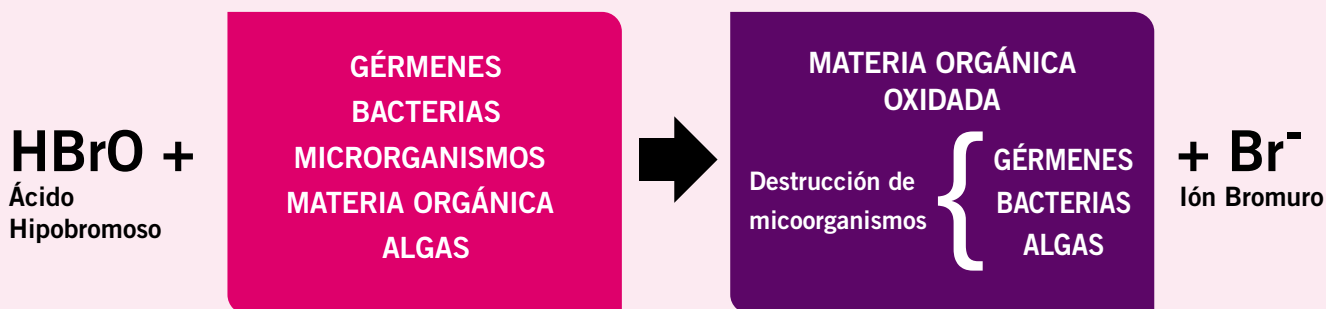 HBrO +
Ácido
Hipobromoso
GÉRMENES
BACTERIAS
MICRORGANISMOS
MATERIA ORGÁNICA
ALGAS
MATERIA ORGÁNICA
OXIDADA
Destrucción de
micoorganismos
{
GÉRMENES
BACTERIAS
ALGAS
+ Br⁻
Ión Bromuro